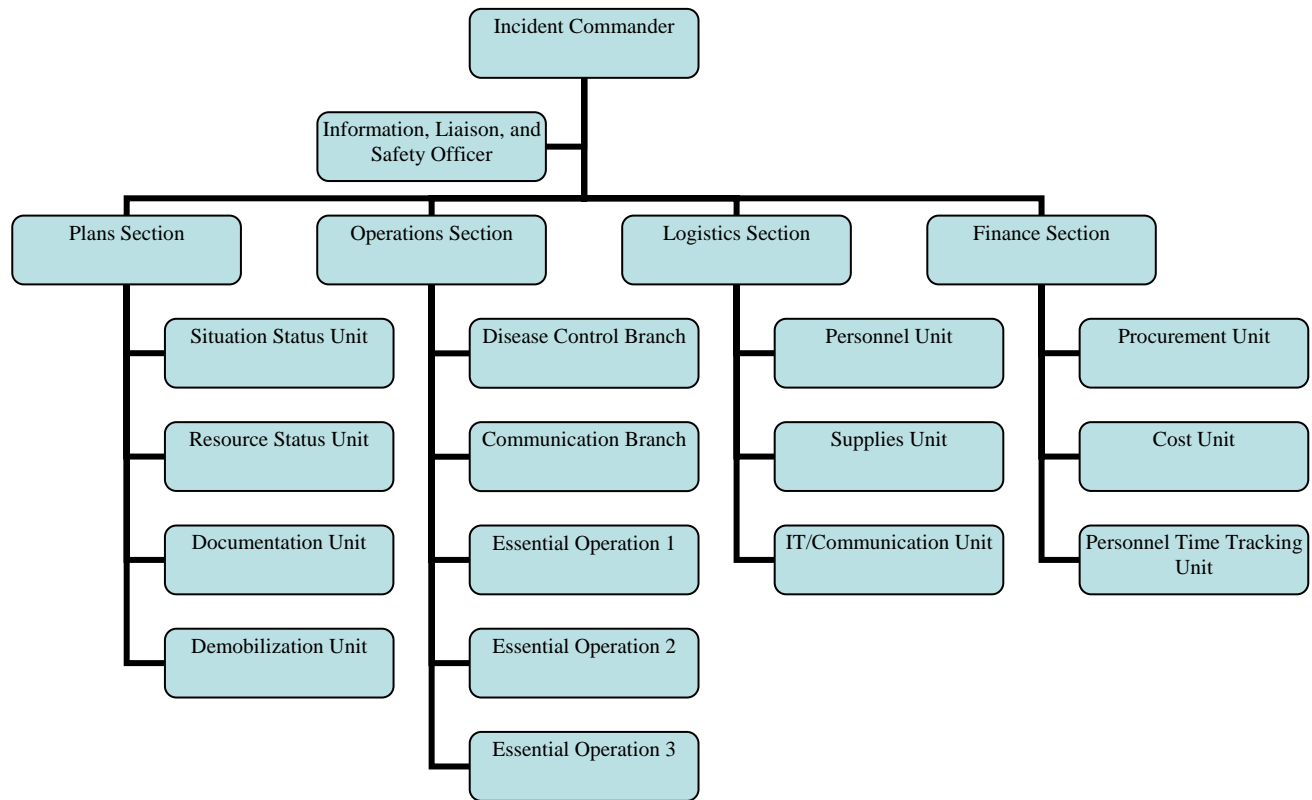 Incident Commander
Information, Liaison, and
Safety Officer
Plans Section
Operations Section
Logistics Section
Finance Section
Situation Status Unit
Disease Control Branch
Personnel Unit
Procurement Unit
Resource Status Unit
Communication Branch
Supplies Unit
Cost Unit
Documentation Unit
Essential Operation 1
IT/Communication Unit
Personnel Time Tracking
Unit
Demobilization Unit
Essential Operation 2
Essential Operation 3